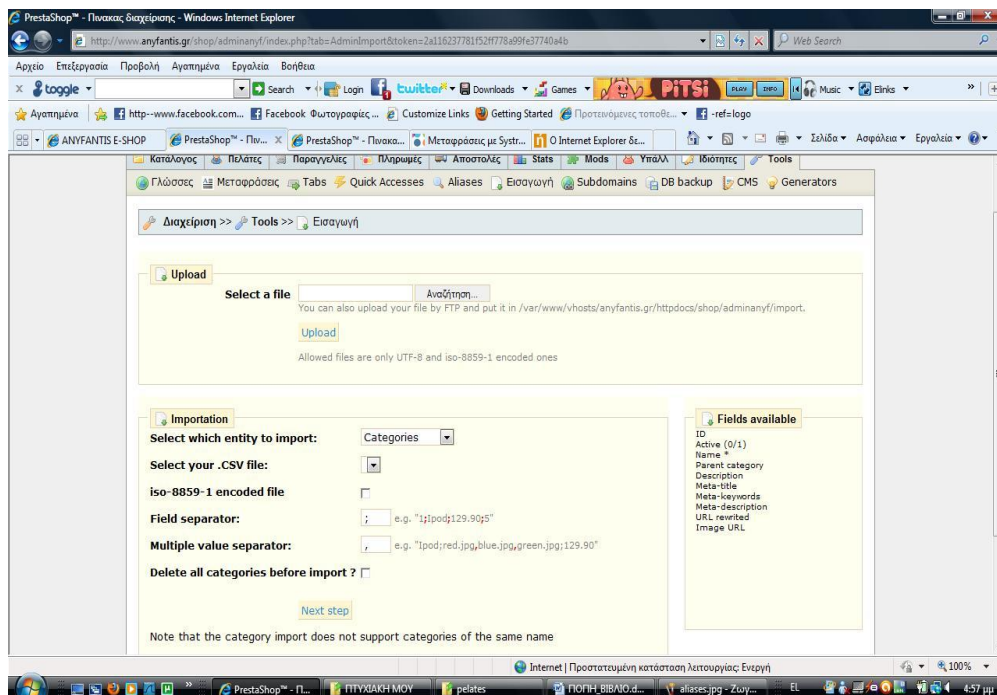 PrestaShop™ - Πινακας διαχείρισης - Windows Internet Explorer
http://www.anyfantis.gr/shop/adminanyf/index.php?tab=AdminImport&token=2a116237781f52ff778a99fe37740a4b
Web Search
Αρχείο Επεξεργασία Προβολή Αγαπημένα Εργαλεία Βοήθεια
toggle Search Login twitter Downloads Games PiTSi PLAY INFO Music Elinks
Αγαπημένα http--www.facebook.com... Facebook Φωτογραφίες ... Customize Links Getting Started Προτεινόμενες τοποθε... -ref=logo
ANYFANTIS E-SHOP PrestaShop™ - Πιν... PrestaShop™ - Πινακα... Μεταφράσεις με Systr... Ο Internet Explorer δε... Σελίδα Ασφάλεια Εργαλεία
Κατάλογος Πελάτες Παραγγελίες Πληρωμές Αποστολές Stats Mods Υπάλλ Ιδιότητες Tools
Γλώσσες Μεταφράσεις Tabs Quick Accesses Aliases Εισαγωγή Subdomains DB backup CMS Generators
Διαχείριση >> Tools >> Εισαγωγή
Upload
Select a file Αναζήτηση...
You can also upload your file by FTP and put it in /var/www/vhosts/anyfantis.gr/httpdocs/shop/adminanyf/import.
Upload
Allowed files are only UTF-8 and iso-8859-1 encoded ones
Importation
Select which entity to import: Categories
Select your .CSV file:
iso-8859-1 encoded file
Field separator: ; e.g. "1;Ipod;129.90;5"
Multiple value separator: , e.g. "Ipod;red.jpg,blue.jpg,green.jpg;129.90"
Delete all categories before import ?
Next step
Note that the category import does not support categories of the same name
Fields available
ID
Active (0/1)
Name *
Parent category
Description
Meta-title
Meta-keywords
Meta-description
URL rewrited
Image URL
Internet | Προστατευμένη κατάσταση λειτουργίας: Ενεργή 100%
PrestaShop™ - Π... ΠΤΥΧΙΑΚΗ ΜΟΥ pelates ΠΟΠΗ_ΒΙΒΛΙΟ.d... aliases.jpg - Ζωγ... EL 4:57 μμ